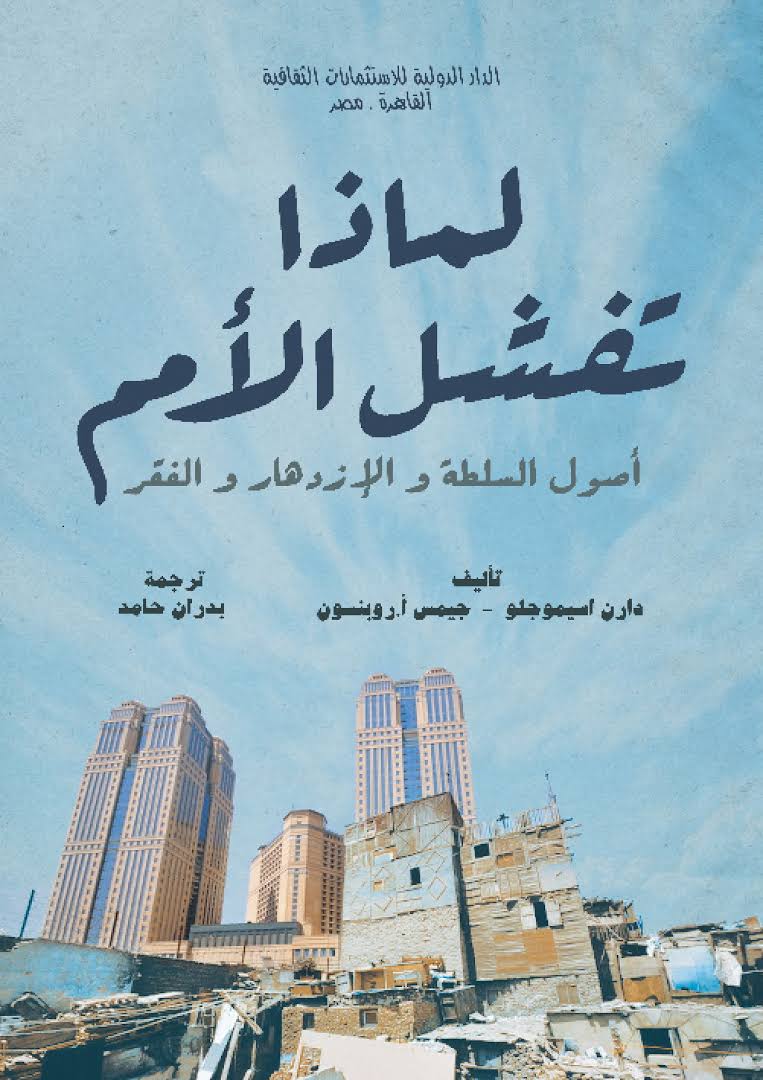 الدار الدولية للاستثمارات الثقافية
القاهرة . مصر
لماذا
تفشل الأمم
أصول السلطة و الإزدهار و الفقر
تأليف
دارن اسيموجلو - جيمس أ.روبنسون
ترجمة
بدران حامد